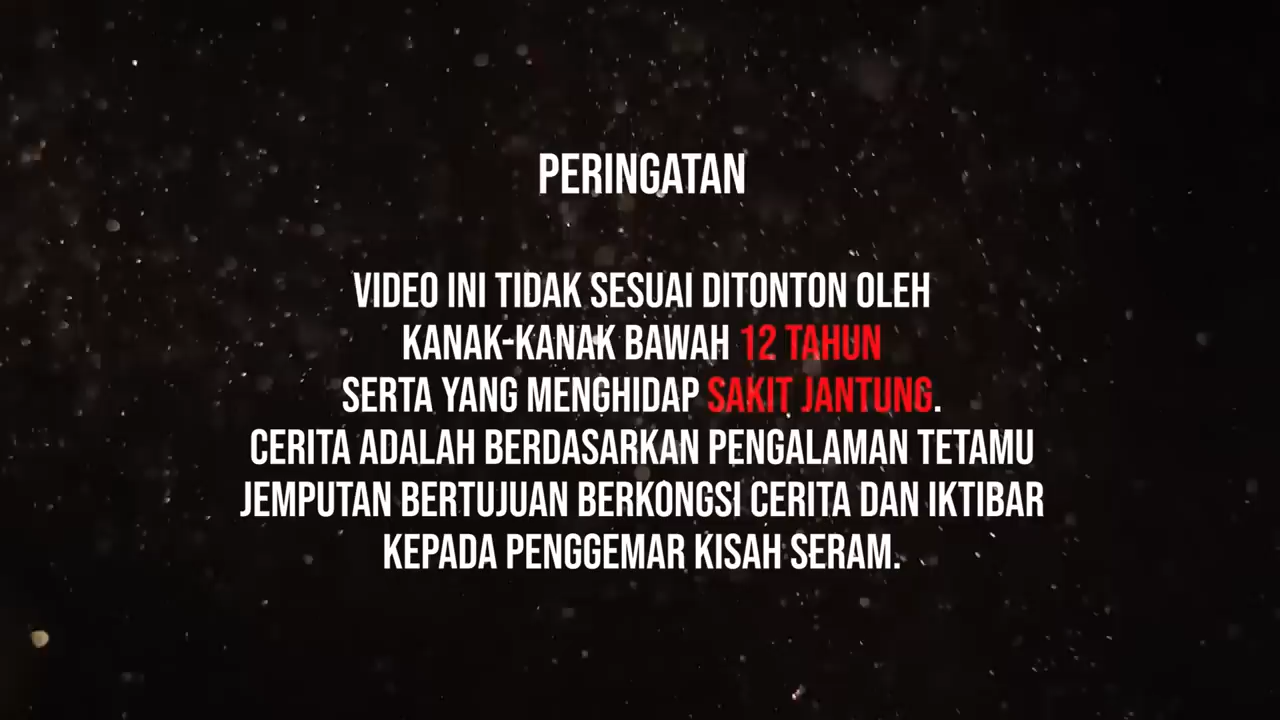 PERINGATAN
VIDEO INI TIDAK SESUAI DITONTON OLEH
KANAK-KANAK BAWAH 12 TAHUN
SERTA YANG MENGHIDAP SAKIT JANTUNG.
CERITA ADALAH BERDASARKAN PENGALAMAN TETAMU
JEMPUTAN BERTUJUAN BERKONGSI CERITA DAN IKTIBAR
KEPADA PENGGEMAR KISAH SERAM.